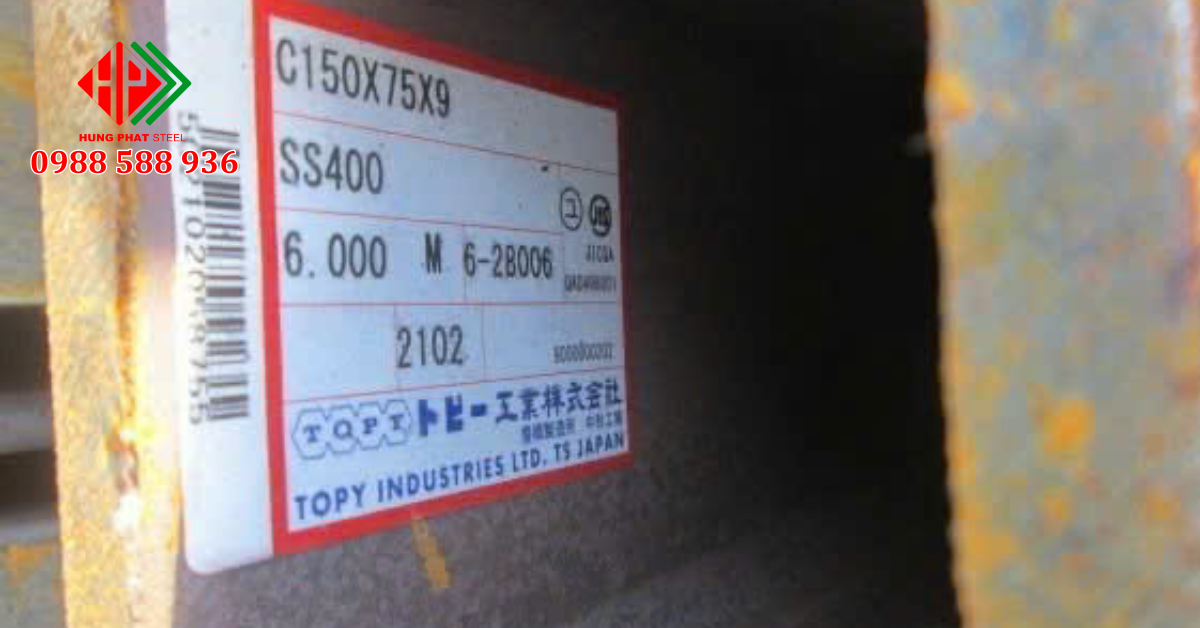 HUNG PHAT STEEL
0988 588 936
C150X75X9
SS400
6.000 M 6-28006
JICQA
2102
TOPY トピー工業株式会社
TOPY INDUSTRIES LTD. TS JAPAN